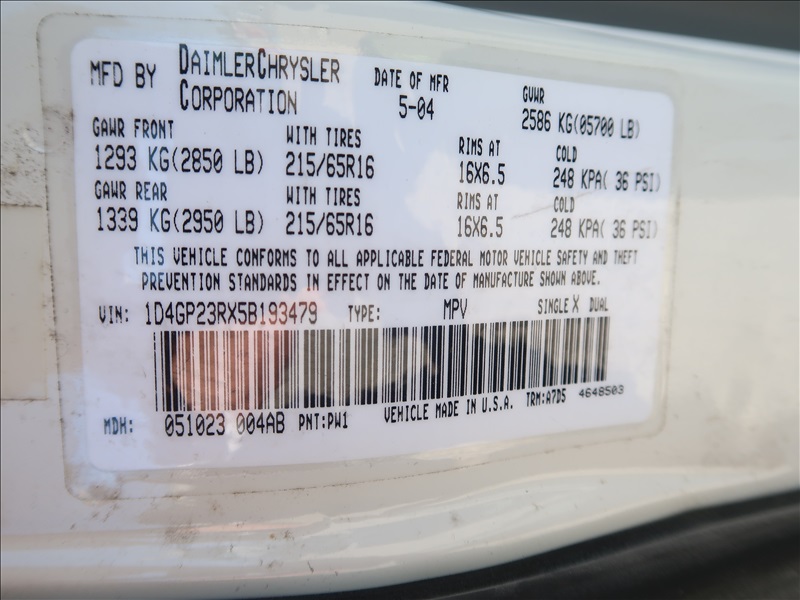 MFD BY DAIMLERCHRYSLER CORPORATION DATE OF MFR 5-04 GVWR 2586 KG(05700 LB)
GAWR FRONT WITH TIRES RIMS AT COLD
1293 KG(2850 LB) 215/65R16 16X6.5 248 KPA( 36 PSI)
GAWR REAR WITH TIRES RIMS AT COLD
1339 KG(2950 LB) 215/65R16 16X6.5 248 KPA( 36 PSI)
THIS VEHICLE CONFORMS TO ALL APPLICABLE FEDERAL MOTOR VEHICLE SAFETY AND THEFT
PREVENTION STANDARDS IN EFFECT ON THE DATE OF MANUFACTURE SHOWN ABOVE.
VIN: 1D4GP23RX5B193479 TYPE: MPV SINGLE X DUAL
MDH: 051023 004AB PNT:PW1 VEHICLE MADE IN U.S.A. TRM:A7D5 4648503